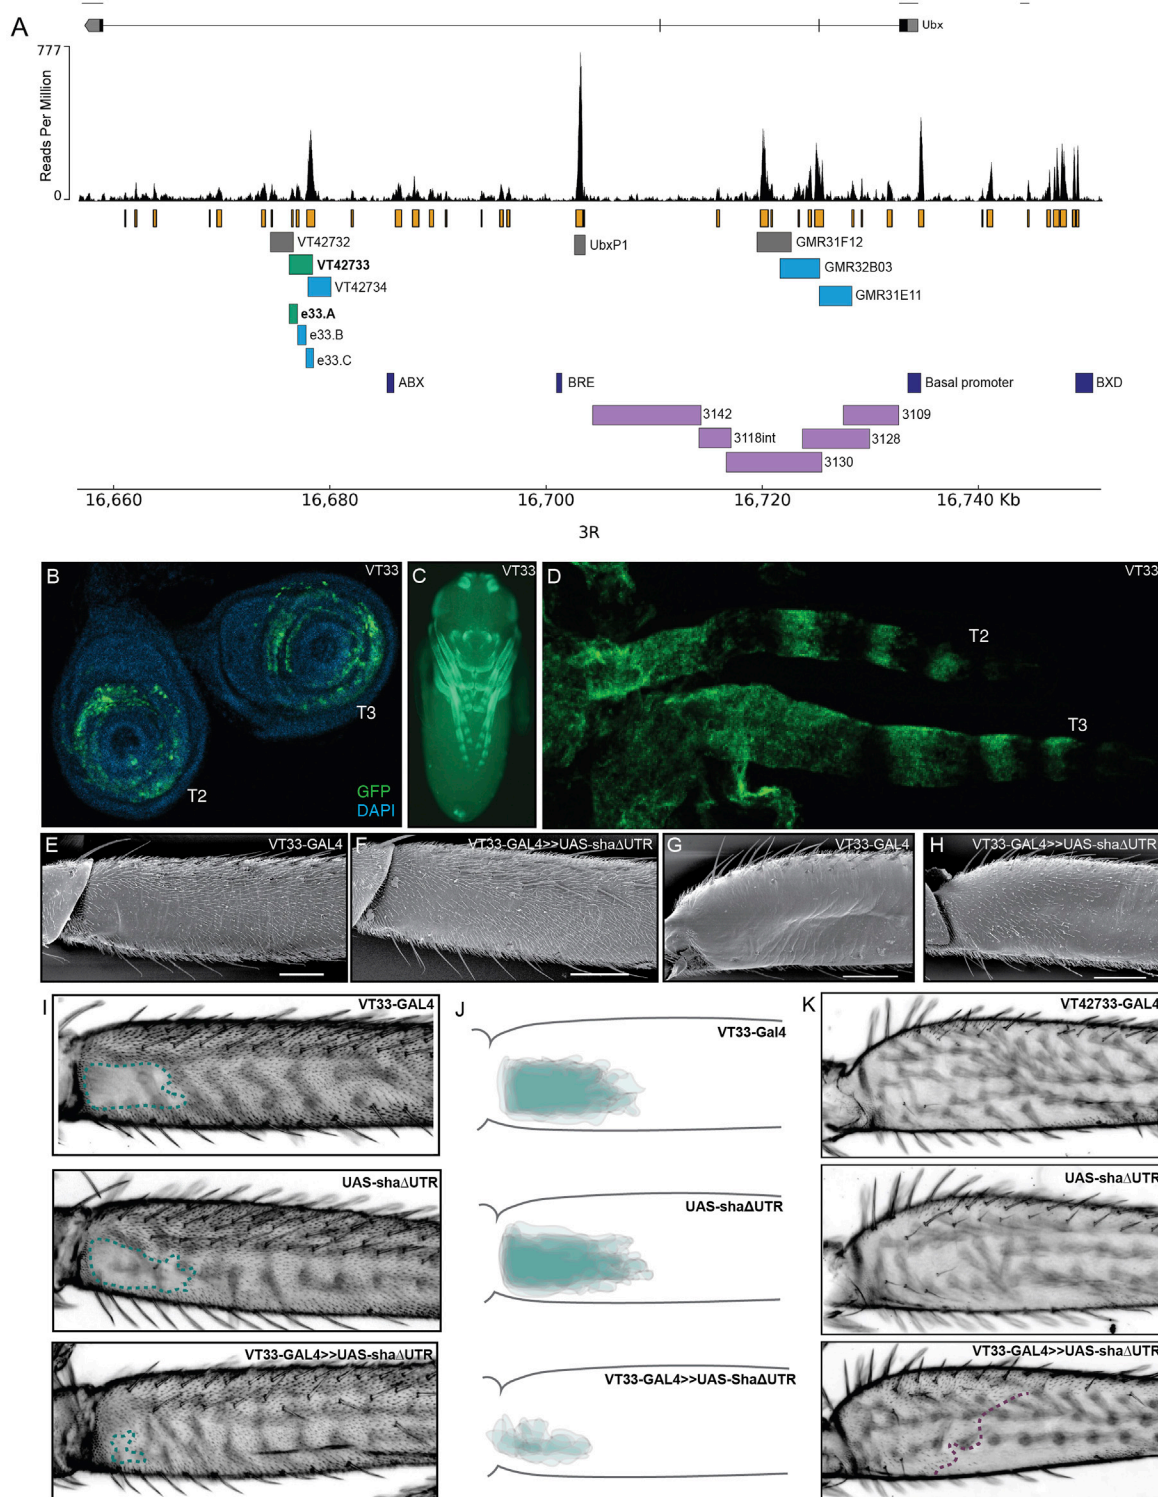 A
Ubx
777
Reads Per Million
0
VT42732
UbxP1
GMR31F12
VT42733
GMR32B03
VT42734
GMR31E11
e33.A
e33.B
e33.C
ABX
BRE
Basal promoter
BXD
3142
3109
3118int
3128
3130
16,660
16,680
16,700
16,720
16,740 Kb
3R
B
VT33
T3
T2
GFP
DAPI
C
VT33
D
VT33
T2
T3
E
VT33-GAL4
F
VT33-GAL4>>UAS-shaΔUTR
G
VT33-GAL4
H
VT33-GAL4>>UAS-shaΔUTR
I
VT33-GAL4
UAS-shaΔUTR
VT33-GAL4>>UAS-shaΔUTR
J
VT33-Gal4
UAS-shaΔUTR
VT33-GAL4>>UAS-ShaΔUTR
K
VT42733-GAL4
UAS-shaΔUTR
VT33-GAL4>>UAS-shaΔUTR